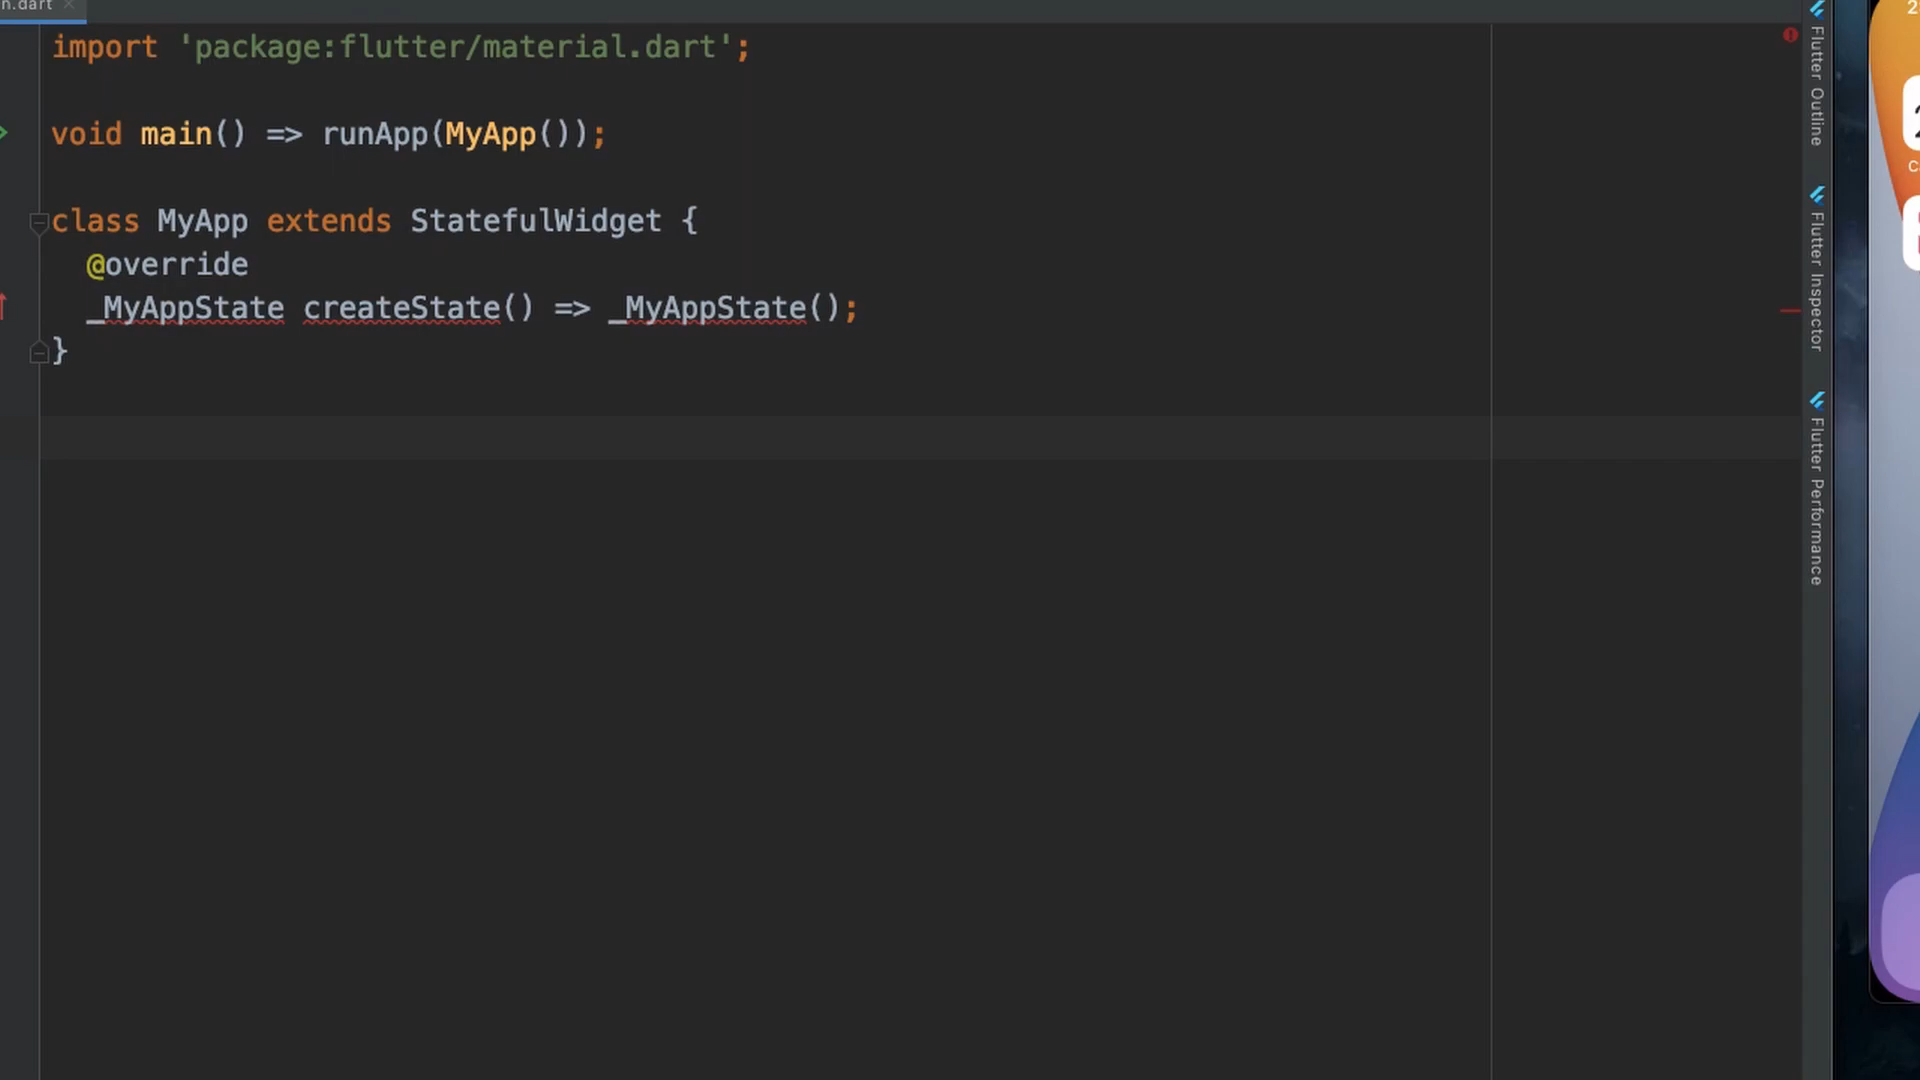 n.dart
import 'package:flutter/material.dart';
void main() => runApp(MyApp());
class MyApp extends StatefulWidget {
@override
_MyAppState createState() => _MyAppState();
}
Flutter Outline
Flutter Inspector
Flutter Performance